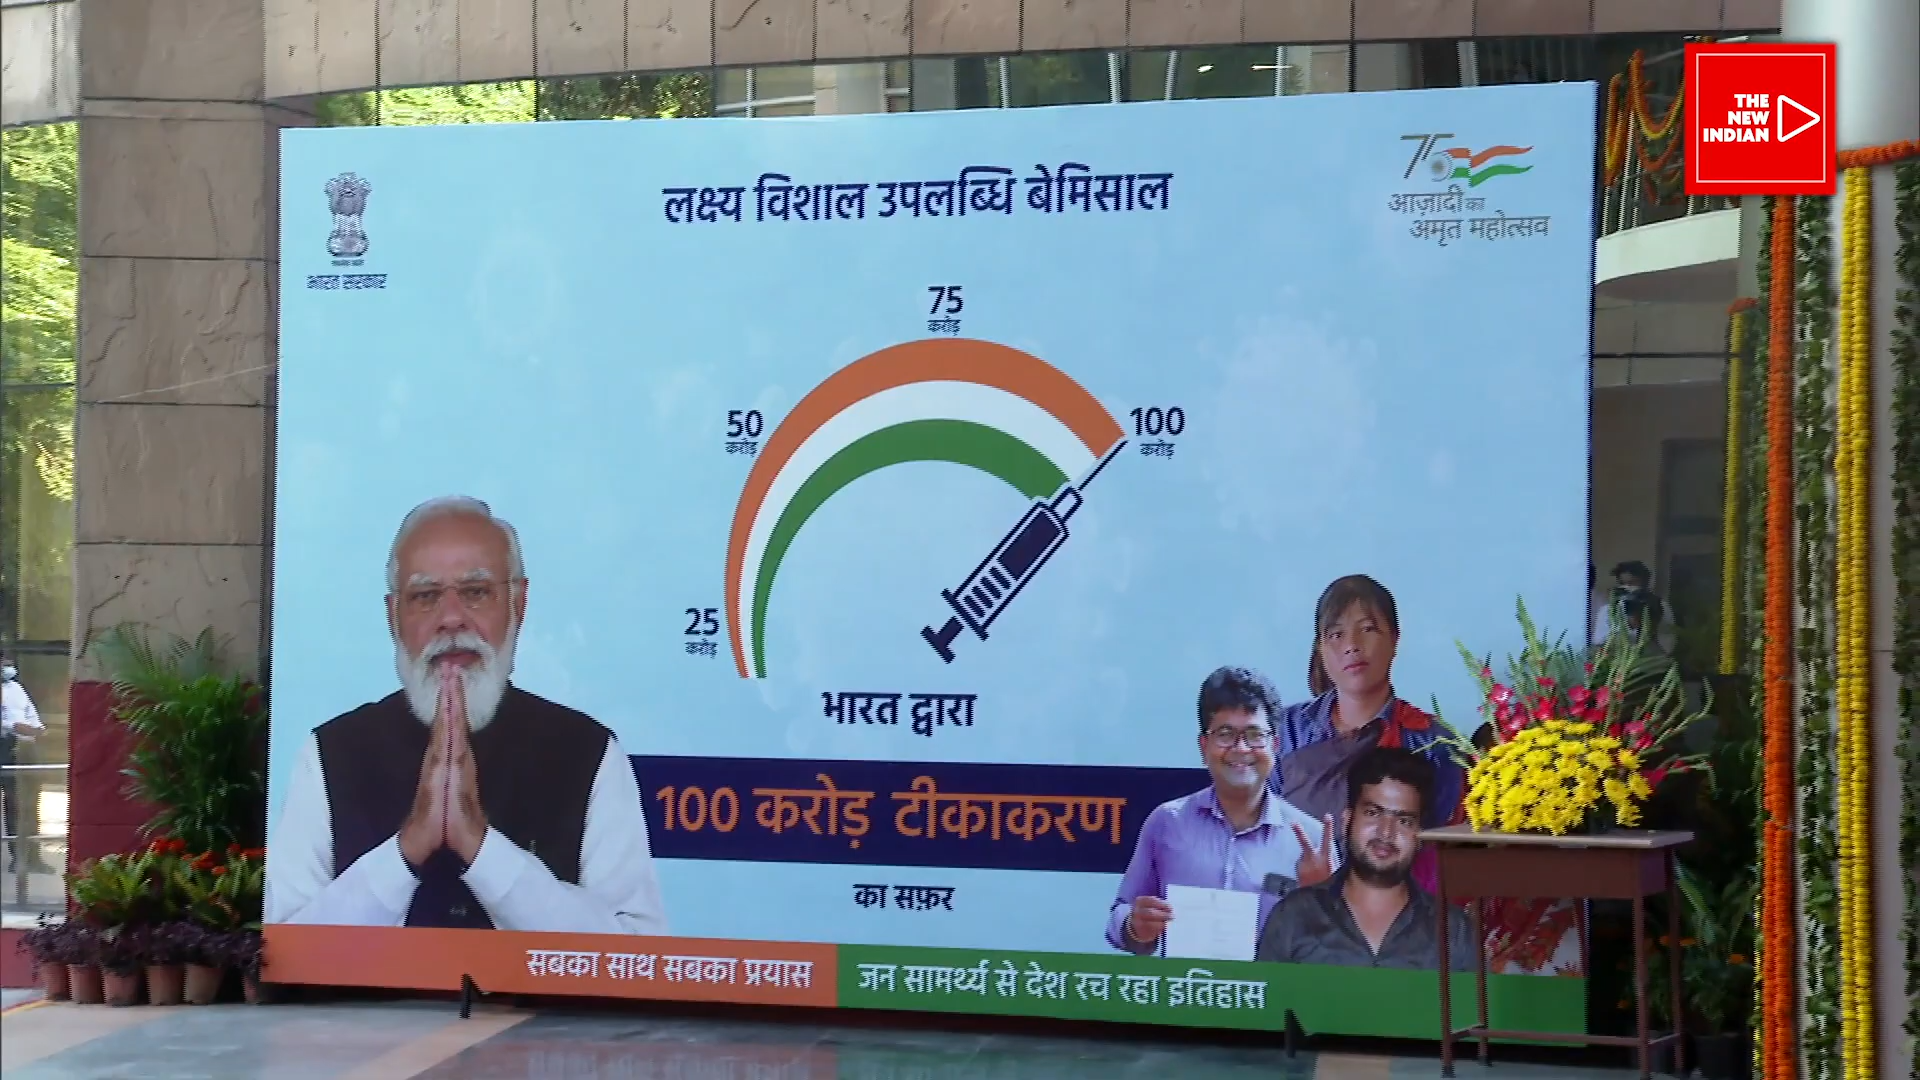 THE
NEW
INDIAN
लक्ष्य विशाल उपलब्धि बेमिसाल
75
आज़ादी का
अमृत महोत्सव
भारत सरकार
75
करोड़
50
करोड़
100
करोड़
25
करोड़
भारत द्वारा
100 करोड़ टीकाकरण
का सफ़र
सबका साथ सबका प्रयास
जन सामर्थ्य से देश रच रहा इतिहास